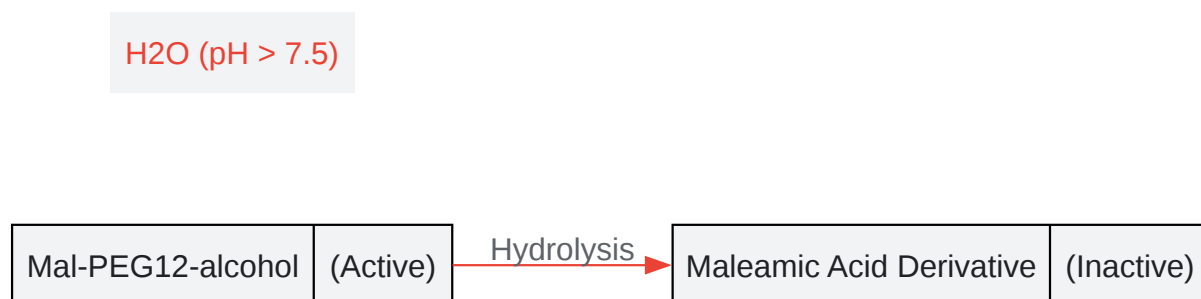 H2O (pH > 7.5)
Hydrolysis
Mal-PEG12-alcohol (Active) Maleamic Acid Derivative (Inactive)